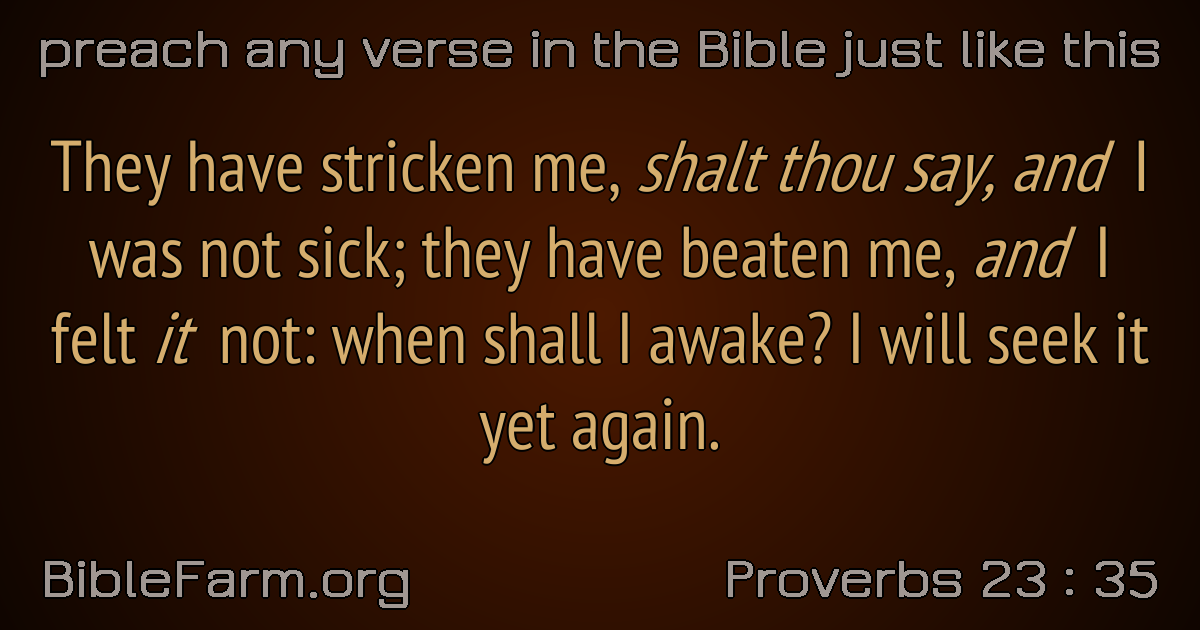 preach any verse in the Bible just like this
They have stricken me, shalt thou say, and I
was not sick; they have beaten me, and I
felt it not: when shall I awake? I will seek it
yet again.
BibleFarm.org
Proverbs 23 : 35